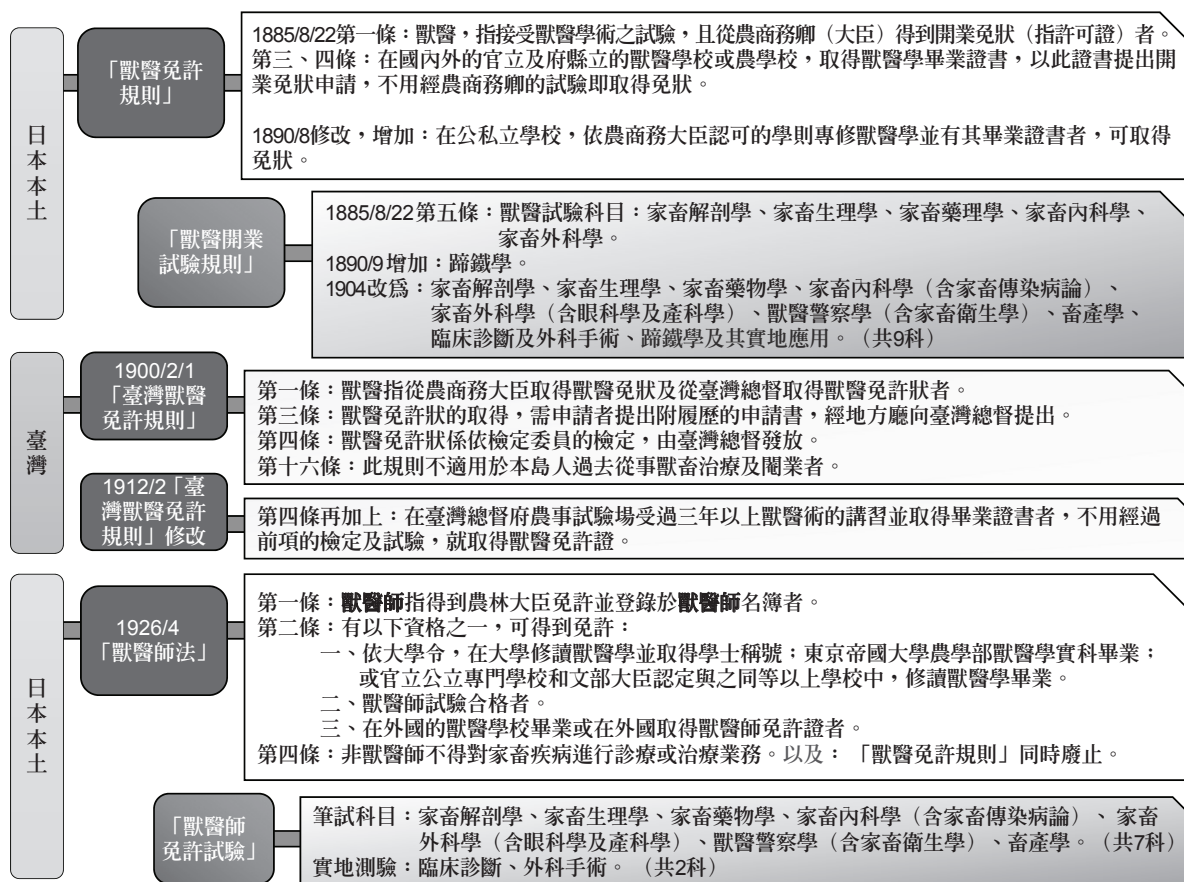 日本本土
「獸醫免許
規則」
1885/8/22第一條：獸醫，指接受獸醫學術之試驗，且從農商務卿（大臣）得到開業免狀（指許可證）者。
第三、四條：在國內外的官立及府縣立的獸醫學校或農學校，取得獸醫學畢業證書，以此證書提出開
業免狀申請，不用經農商務卿的試驗即取得免狀。
1890/8修改，增加：在公私立學校，依農商務大臣認可的學則專修獸醫學並有其畢業證書者，可取得
免狀。
「獸醫開業
試驗規則」
1885/8/22第五條：獸醫試驗科目：家畜解剖學、家畜生理學、家畜藥理學、家畜內科學、
家畜外科學。
1890/9增加：蹄鐵學。
1904改為：家畜解剖學、家畜生理學、家畜藥物學、家畜內科學（含家畜傳染病論）、
家畜外科學（含眼科學及產科學）、獸醫警察學（含家畜衛生學）、畜產學、
臨床診斷及外科手術、蹄鐵學及其實地應用。（共9科）
臺灣
1900/2/1
「臺灣獸醫
免許規則」
第一條：獸醫指從農商務大臣取得獸醫免狀及從臺灣總督取得獸醫免許狀者。
第三條：獸醫免許狀的取得，需申請者提出附履歷的申請書，經地方廳向臺灣總督提出。
第四條：獸醫免許狀係依檢定委員的檢定，由臺灣總督發放。
第十六條：此規則不適用於本島人過去從事獸畜治療及閹業者。
1912/2「臺
灣獸醫免許
規則」修改
第四條再加上：在臺灣總督府農事試驗場受過三年以上獸醫術的講習並取得畢業證書者，不用經過
前項的檢定及試驗，就取得獸醫免許證。
日本本土
1926/4
「獸醫師法」
第一條：獸醫師指得到農林大臣免許並登錄於獸醫師名簿者。
第二條：有以下資格之一，可得到免許：
一、依大學令，在大學修讀獸醫學並取得學士稱號；東京帝國大學農學部獸醫學實科畢業；
或官立公立專門學校和文部大臣認定與之同等以上學校中，修讀獸醫學畢業。
二、獸醫師試驗合格者。
三、在外國的獸醫學校畢業或在外國取得獸醫師免許證者。
第四條：非獸醫師不得對家畜疾病進行診療或治療業務。以及：「獸醫免許規則」同時廢止。
「獸醫師
免許試驗」
筆試科目：家畜解剖學、家畜生理學、家畜藥物學、家畜內科學（含家畜傳染病論）、家畜
外科學（含眼科學及產科學）、獸醫警察學（含家畜衛生學）、畜產學。（共7科）
實地測驗：臨床診斷、外科手術。（共2科）